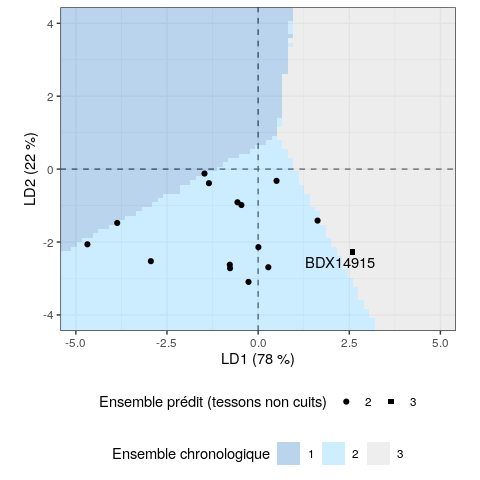 4
2
0
-2
-4
LD2 (22 %)
BDX14915
-5.0 -2.5 0.0 2.5 5.0
LD1 (78 %)
Ensemble prédit (tessons non cuits) 2 3
Ensemble chronologique 1 2 3